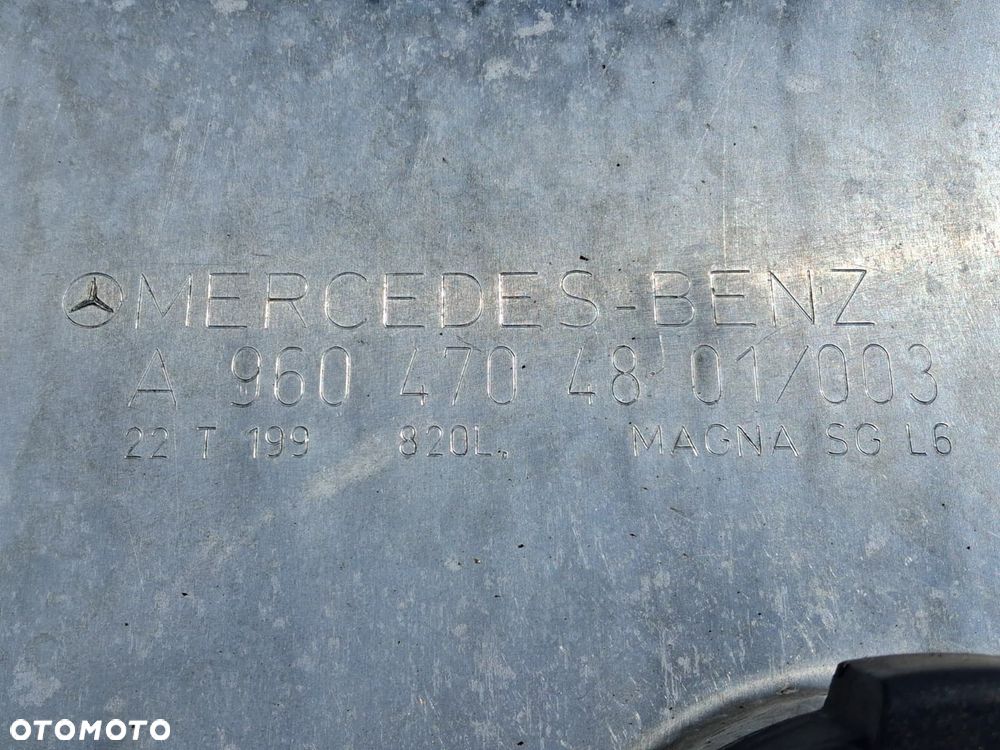 MERCEDES-BENZ
A 960 470 48 01/003
22 T 199 820L. MAGNA SG L6
OTOMOTO